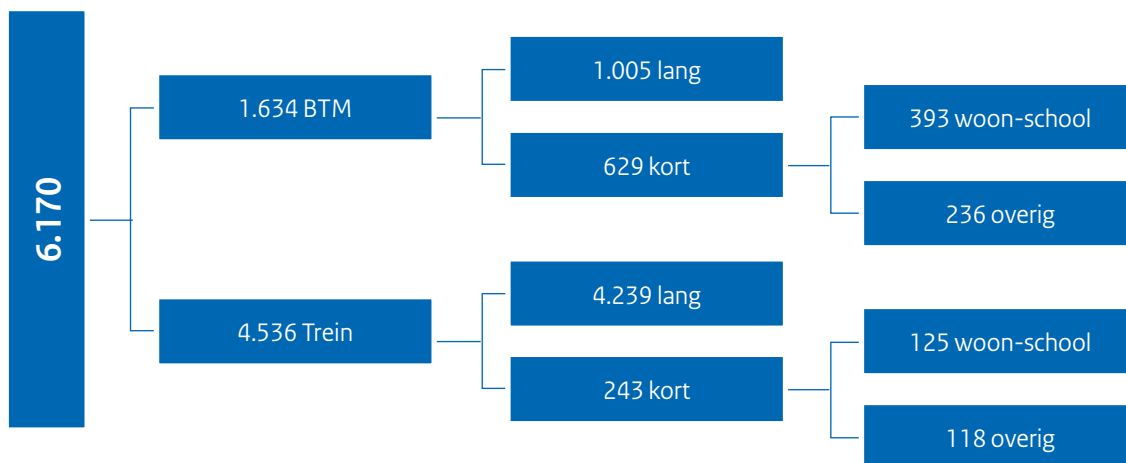 6.170
1.634 BTM
1.005 lang
629 kort
393 woon-school
236 overig
4.536 Trein
4.239 lang
243 kort
125 woon-school
118 overig